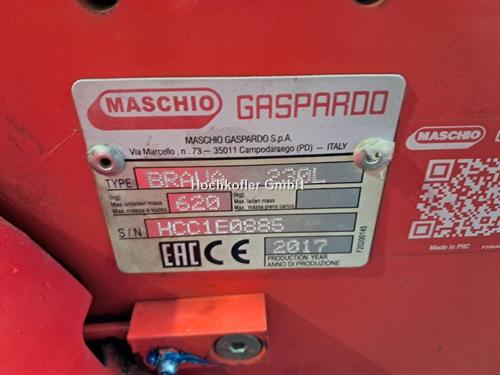 MASCHIO GASPARDO
MASCHIO GASPARDO S.p.A.
Via Marcello , n . 73 – 35011 Campodarsego (PD) – ITALY
TYPE BRAVA 230L
Hochkofler GmbH
(kg) 620 (kg)
Max. unladen mass Max. laden mass
Max. massa a vuoto Max. massa pieno carico
S/N HCC1E0885
EAC CE 2017
PRODUCTION YEAR
ANNO DI PRODUZIONE
F20200145
MASCHIO
Made in PRC